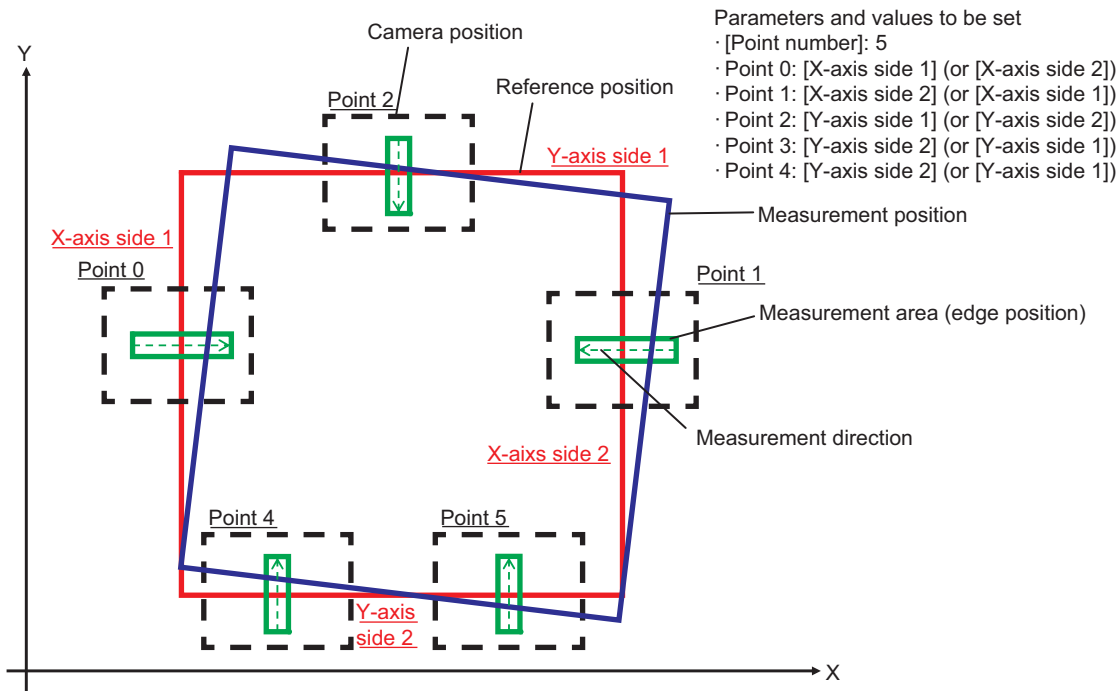 Parameters and values to be set
· [Point number]: 5
· Point 0: [X-axis side 1] (or [X-axis side 2])
· Point 1: [X-axis side 2] (or [X-axis side 1])
· Point 2: [Y-axis side 1] (or [Y-axis side 2])
· Point 3: [Y-axis side 2] (or [Y-axis side 1])
· Point 4: [Y-axis side 2] (or [Y-axis side 1])
Camera position
Y
Reference position
Point 2
Y-axis side 1
Measurement position
X-axis side 1
Point 0
Point 1
Measurement area (edge position)
Measurement direction
X-aixs side 2
Point 4
Point 5
Y-axis
side 2
X